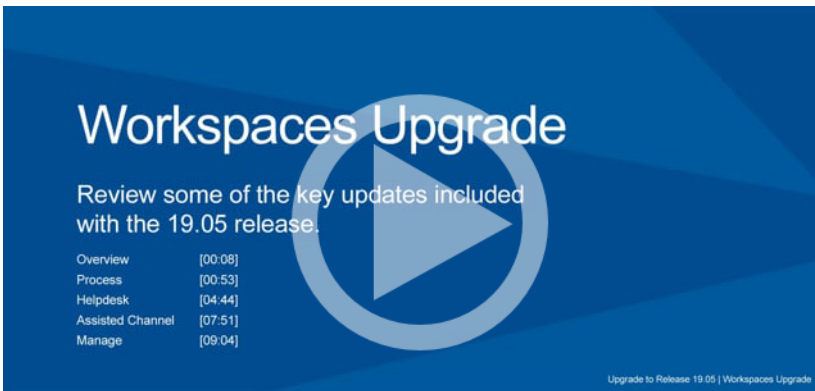 Workspaces Upgrade
Review some of the key updates included
with the 19.05 release.
Overview [00:08]
Process [00:53]
Helpdesk [04:44]
Assisted Channel [07:51]
Manage [09:04]
Upgrade to Release 19.05 | Workspaces Upgrade